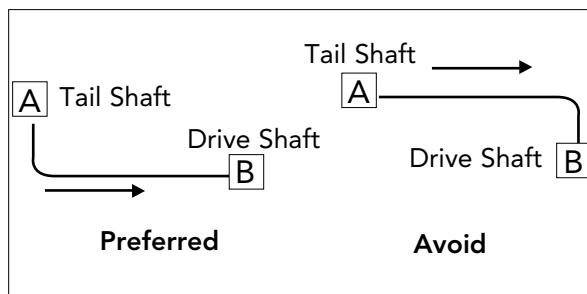 A Tail Shaft
Drive Shaft
B
Preferred
Tail Shaft
A
Drive Shaft B
Avoid